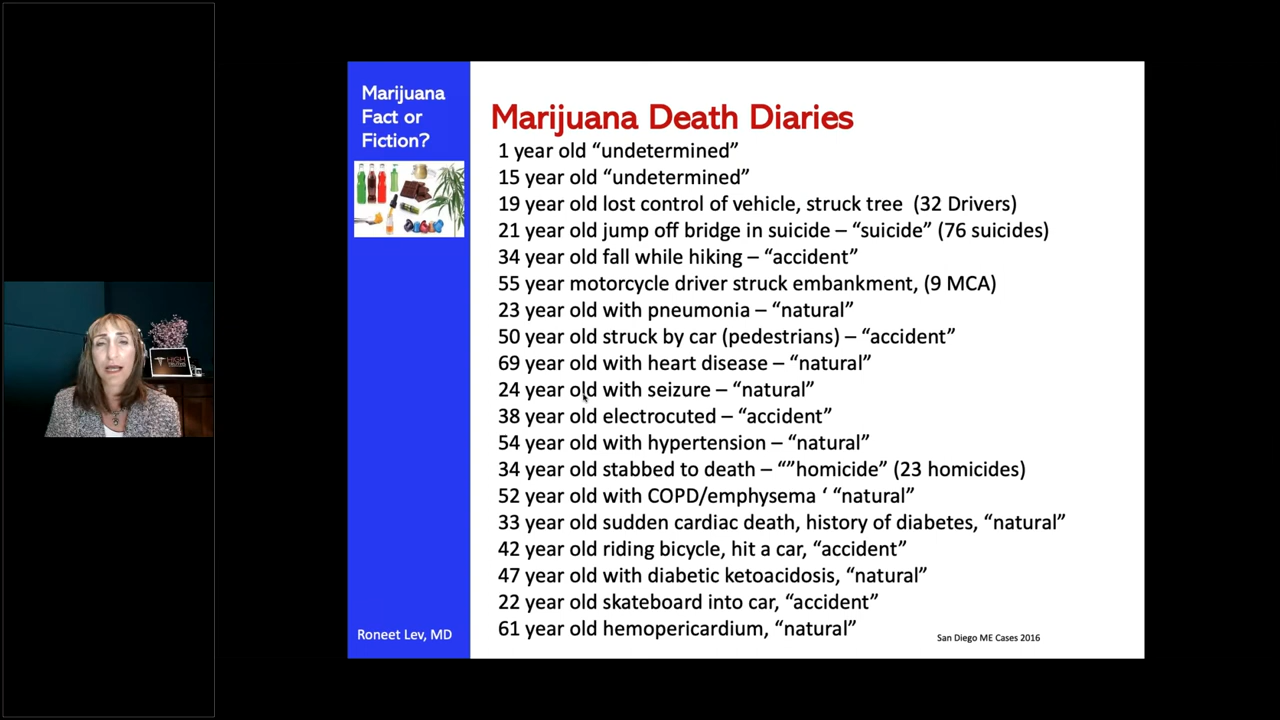 Marijuana
Fact or
Fiction?
Roneet Lev, MD
Marijuana Death Diaries
1 year old “undetermined”
15 year old “undetermined”
19 year old lost control of vehicle, struck tree (32 Drivers)
21 year old jump off bridge in suicide – “suicide” (76 suicides)
34 year old fall while hiking – “accident”
55 year motorcycle driver struck embankment, (9 MCA)
23 year old with pneumonia – “natural”
50 year old struck by car (pedestrians) – “accident”
69 year old with heart disease – “natural”
24 year old with seizure – “natural”
38 year old electrocuted – “accident”
54 year old with hypertension – “natural”
34 year old stabbed to death – “”homicide” (23 homicides)
52 year old with COPD/emphysema ‘ “natural”
33 year old sudden cardiac death, history of diabetes, “natural”
42 year old riding bicycle, hit a car, “accident”
47 year old with diabetic ketoacidosis, “natural”
22 year old skateboard into car, “accident”
61 year old hemopericardium, “natural”
San Diego ME Cases 2016
HIGH